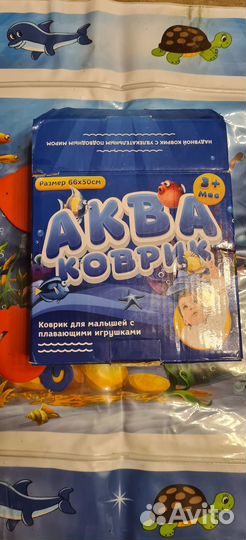 НАДУВНОЙ КОВРИК С УВЛЕКАТЕЛЬНЫМ ПОДВОДНЫМ МИРОМ
Размер 66х50см
3+
Мес
АКВА
КОВРИК
Коврик для малышей с
плавающими игрушками
Avito